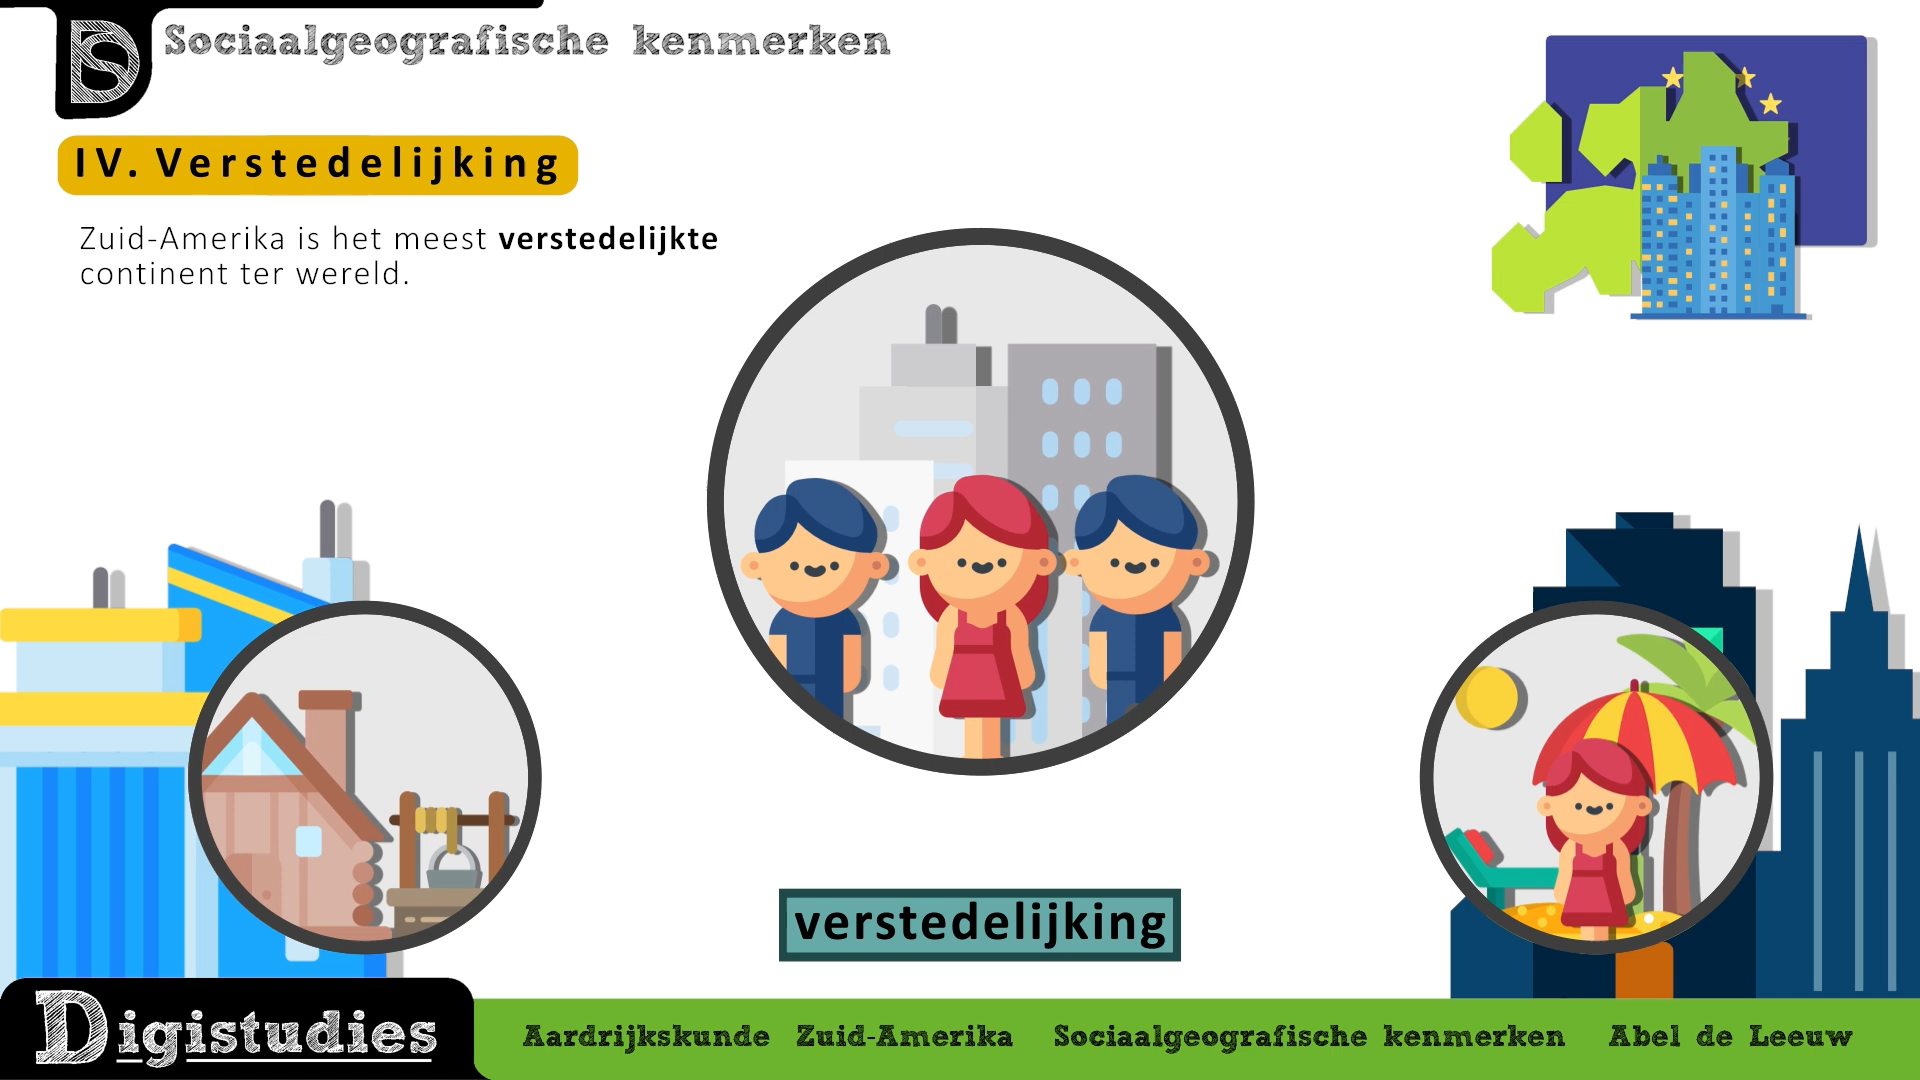 DS
Sociaalgeografische kenmerken
IV. Verstedelijking
Zuid-Amerika is het meest verstedelijkte
continent ter wereld.
verstedelijking
Digistudies
Aardrijkskunde Zuid-Amerika Sociaalgeografische kenmerken Abel de Leeuw